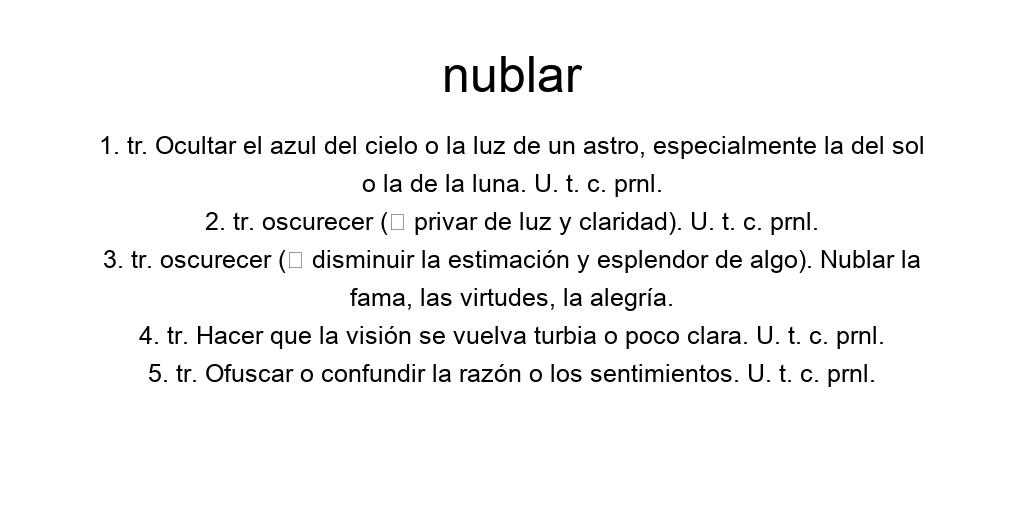 nublar
1. tr. Ocultar el azul del cielo o la luz de un astro, especialmente la del sol
o la de la luna. U. t. c. prnl.
2. tr. oscurecer (▯ privar de luz y claridad). U. t. c. prnl.
3. tr. oscurecer (▯ disminuir la estimación y esplendor de algo). Nublar la
fama, las virtudes, la alegría.
4. tr. Hacer que la visión se vuelva turbia o poco clara. U. t. c. prnl.
5. tr. Ofuscar o confundir la razón o los sentimientos. U. t. c. prnl.